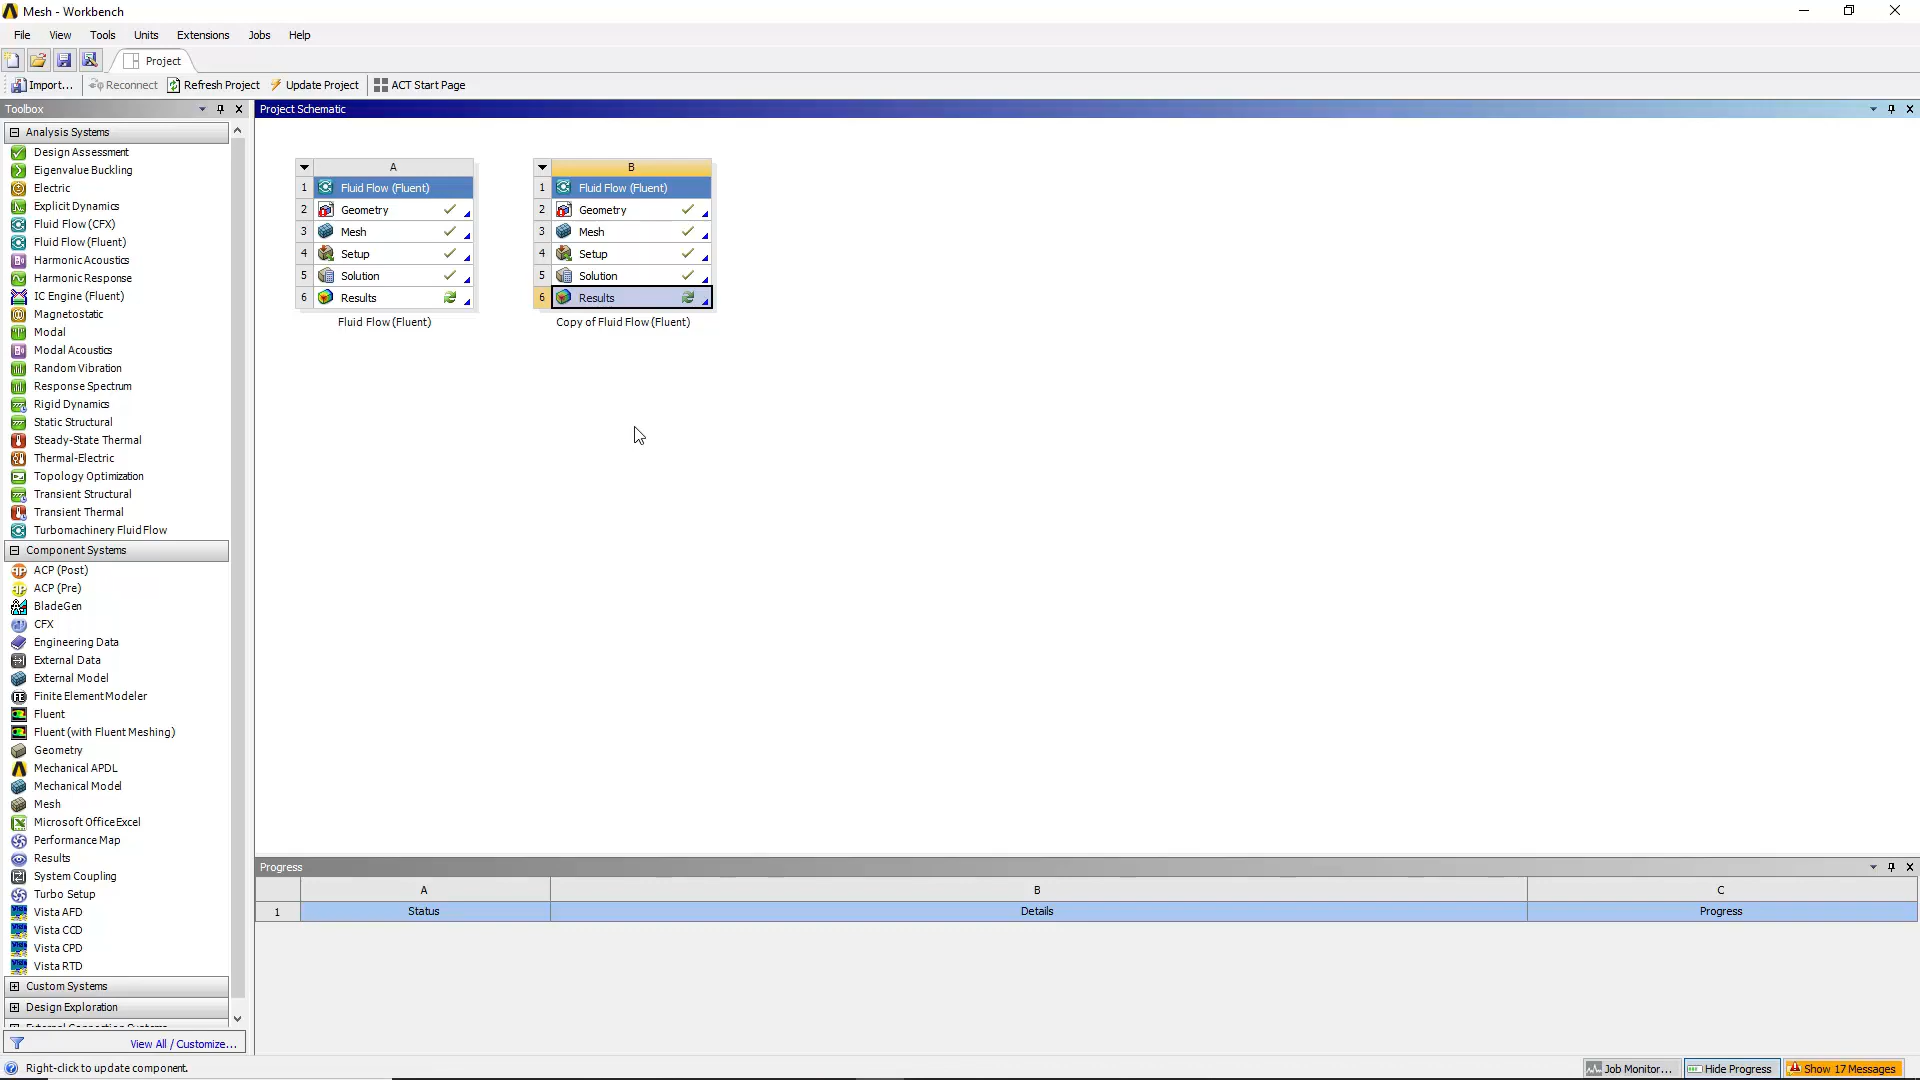 Mesh - Workbench
File View Tools Units Extensions Jobs Help
Project
Import... Reconnect Refresh Project Update Project ACT Start Page
Toolbox
Analysis Systems
Design Assessment
Eigenvalue Buckling
Electric
Explicit Dynamics
Fluid Flow (CFX)
Fluid Flow (Fluent)
Harmonic Acoustics
Harmonic Response
IC Engine (Fluent)
Magnetostatic
Modal
Modal Acoustics
Random Vibration
Response Spectrum
Rigid Dynamics
Static Structural
Steady-State Thermal
Thermal-Electric
Topology Optimization
Transient Structural
Transient Thermal
Turbomachinery Fluid Flow
Component Systems
ACP (Post)
ACP (Pre)
BladeGen
CFX
Engineering Data
External Data
External Model
Finite Element Modeler
Fluent
Fluent (with Fluent Meshing)
Geometry
Mechanical APDL
Mechanical Model
Mesh
Microsoft Office Excel
Performance Map
Results
System Coupling
Turbo Setup
Vista AFD
Vista CCD
Vista CPD
Vista RTD
Custom Systems
Design Exploration
View All / Customize...
Project Schematic
A
1 Fluid Flow (Fluent)
2 Geometry
3 Mesh
4 Setup
5 Solution
6 Results
Fluid Flow (Fluent)
B
1 Fluid Flow (Fluent)
2 Geometry
3 Mesh
4 Setup
5 Solution
6 Results
Copy of Fluid Flow (Fluent)
Progress
A B C
1 Status Details Progress
Right-click to update component.
Job Monitor... Hide Progress Show 17 Messages